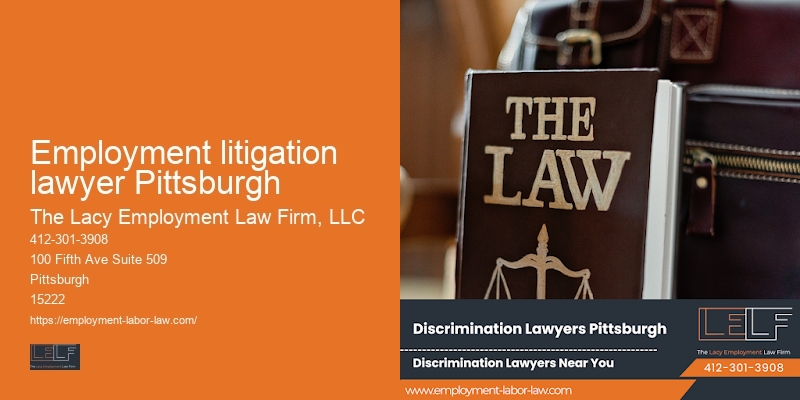 Employment litigation
lawyer Pittsburgh
The Lacy Employment Law Firm, LLC
412-301-3908
100 Fifth Ave Suite 509
Pittsburgh
15222
https://employment-labor-law.com/
LELF
The Lacy Employment Law Firm
THE
LAW
Discrimination Lawyers Pittsburgh
Discrimination Lawyers Near You
LELF
The Lacy Employment Law Firm
412-301-3908
www.employment-labor-law.com